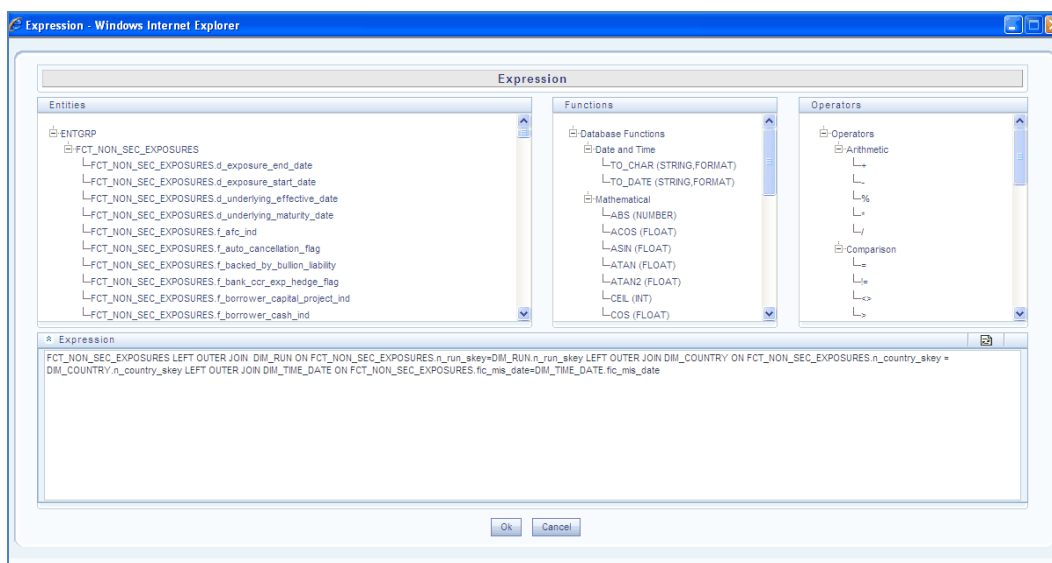 Expression - Windows Internet Explorer
Expression
Entities
ENTGRP
FCT_NON_SEC_EXPOSURES
FCT_NON_SEC_EXPOSURES.d_exposure_end_date
FCT_NON_SEC_EXPOSURES.d_exposure_start_date
FCT_NON_SEC_EXPOSURES.d_underlying_effective_date
FCT_NON_SEC_EXPOSURES.d_underlying_maturity_date
FCT_NON_SEC_EXPOSURES.f_afc_ind
FCT_NON_SEC_EXPOSURES.f_auto_cancellation_flag
FCT_NON_SEC_EXPOSURES.f_backed_by_bullion_liability
FCT_NON_SEC_EXPOSURES.f_bank_ccr_exp_hedge_flag
FCT_NON_SEC_EXPOSURES.f_borrower_capital_project_ind
FCT_NON_SEC_EXPOSURES.f_borrower_cash_ind
Functions
Database Functions
Date and Time
TO_CHAR (STRING,FORMAT)
TO_DATE (STRING,FORMAT)
Mathematical
ABS (NUMBER)
ACOS (FLOAT)
ASIN (FLOAT)
ATAN (FLOAT)
ATAN2 (FLOAT)
CEIL (INT)
COS (FLOAT)
Operators
Operators
Arithmetic
+
-
%
*
/
Comparison
=
!=
<>
>
Expression
FCT_NON_SEC_EXPOSURES LEFT OUTER JOIN DIM_RUN ON FCT_NON_SEC_EXPOSURES.n_run_skey=DIM_RUN.n_run_skey LEFT OUTER JOIN DIM_COUNTRY ON FCT_NON_SEC_EXPOSURES.n_country_skey =
DIM_COUNTRY.n_country_skey LEFT OUTER JOIN DIM_TIME_DATE ON FCT_NON_SEC_EXPOSURES.fic_mis_date=DIM_TIME_DATE.fic_mis_date
Ok Cancel